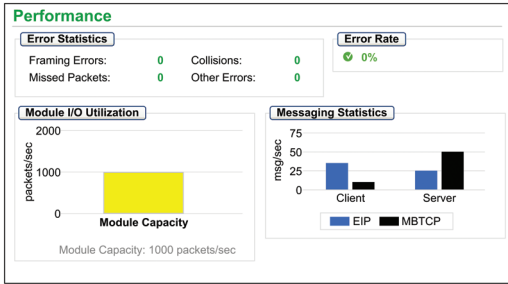 Performance
Error Statistics
Framing Errors: 0 Collisions: 0
Missed Packets: 0 Other Errors: 0
Error Rate
0%
Module I/O Utilization
packets/sec
2000
1000
0
Module Capacity
Module Capacity: 1000 packets/sec
Messaging Statistics
msg/sec
75
50
25
0
Client Server
EIP MBTCP